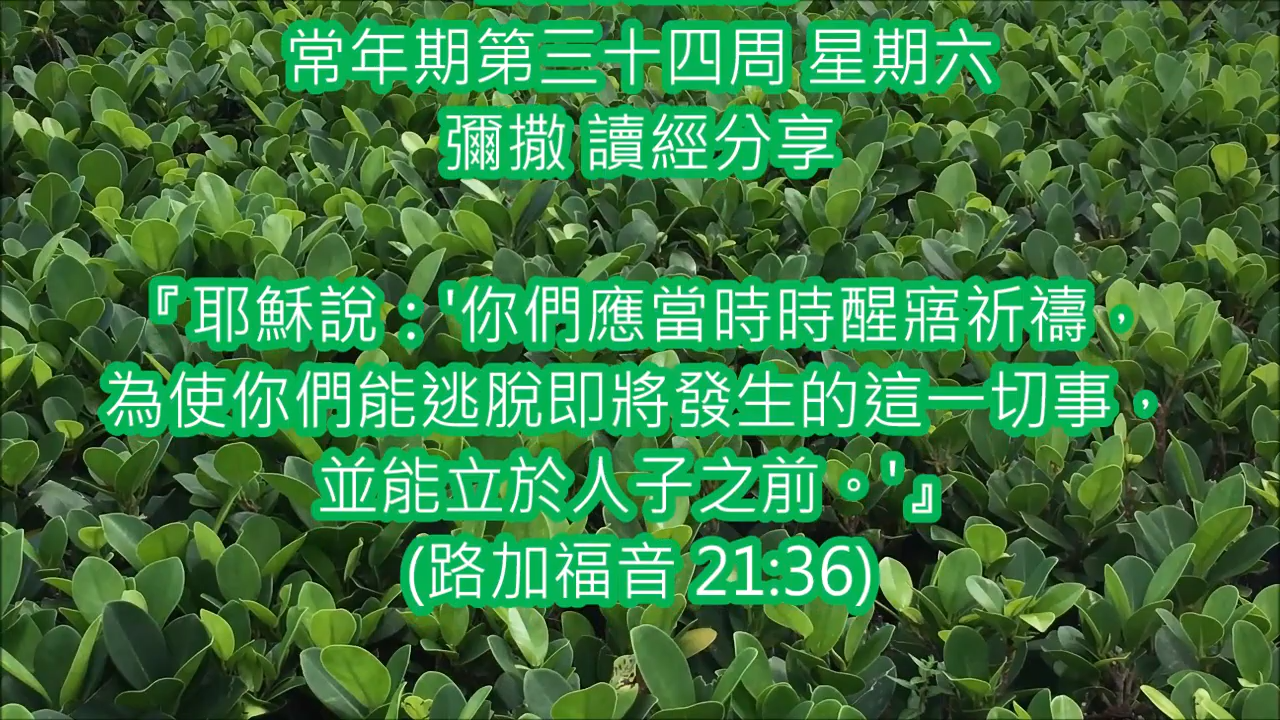 常年期第三十四周 星期六
彌撒 讀經分享
『耶穌說：'你們應當時時醒寤祈禱，
為使你們能逃脫即將發生的這一切事，
並能立於人子之前。'』
(路加福音 21:36)